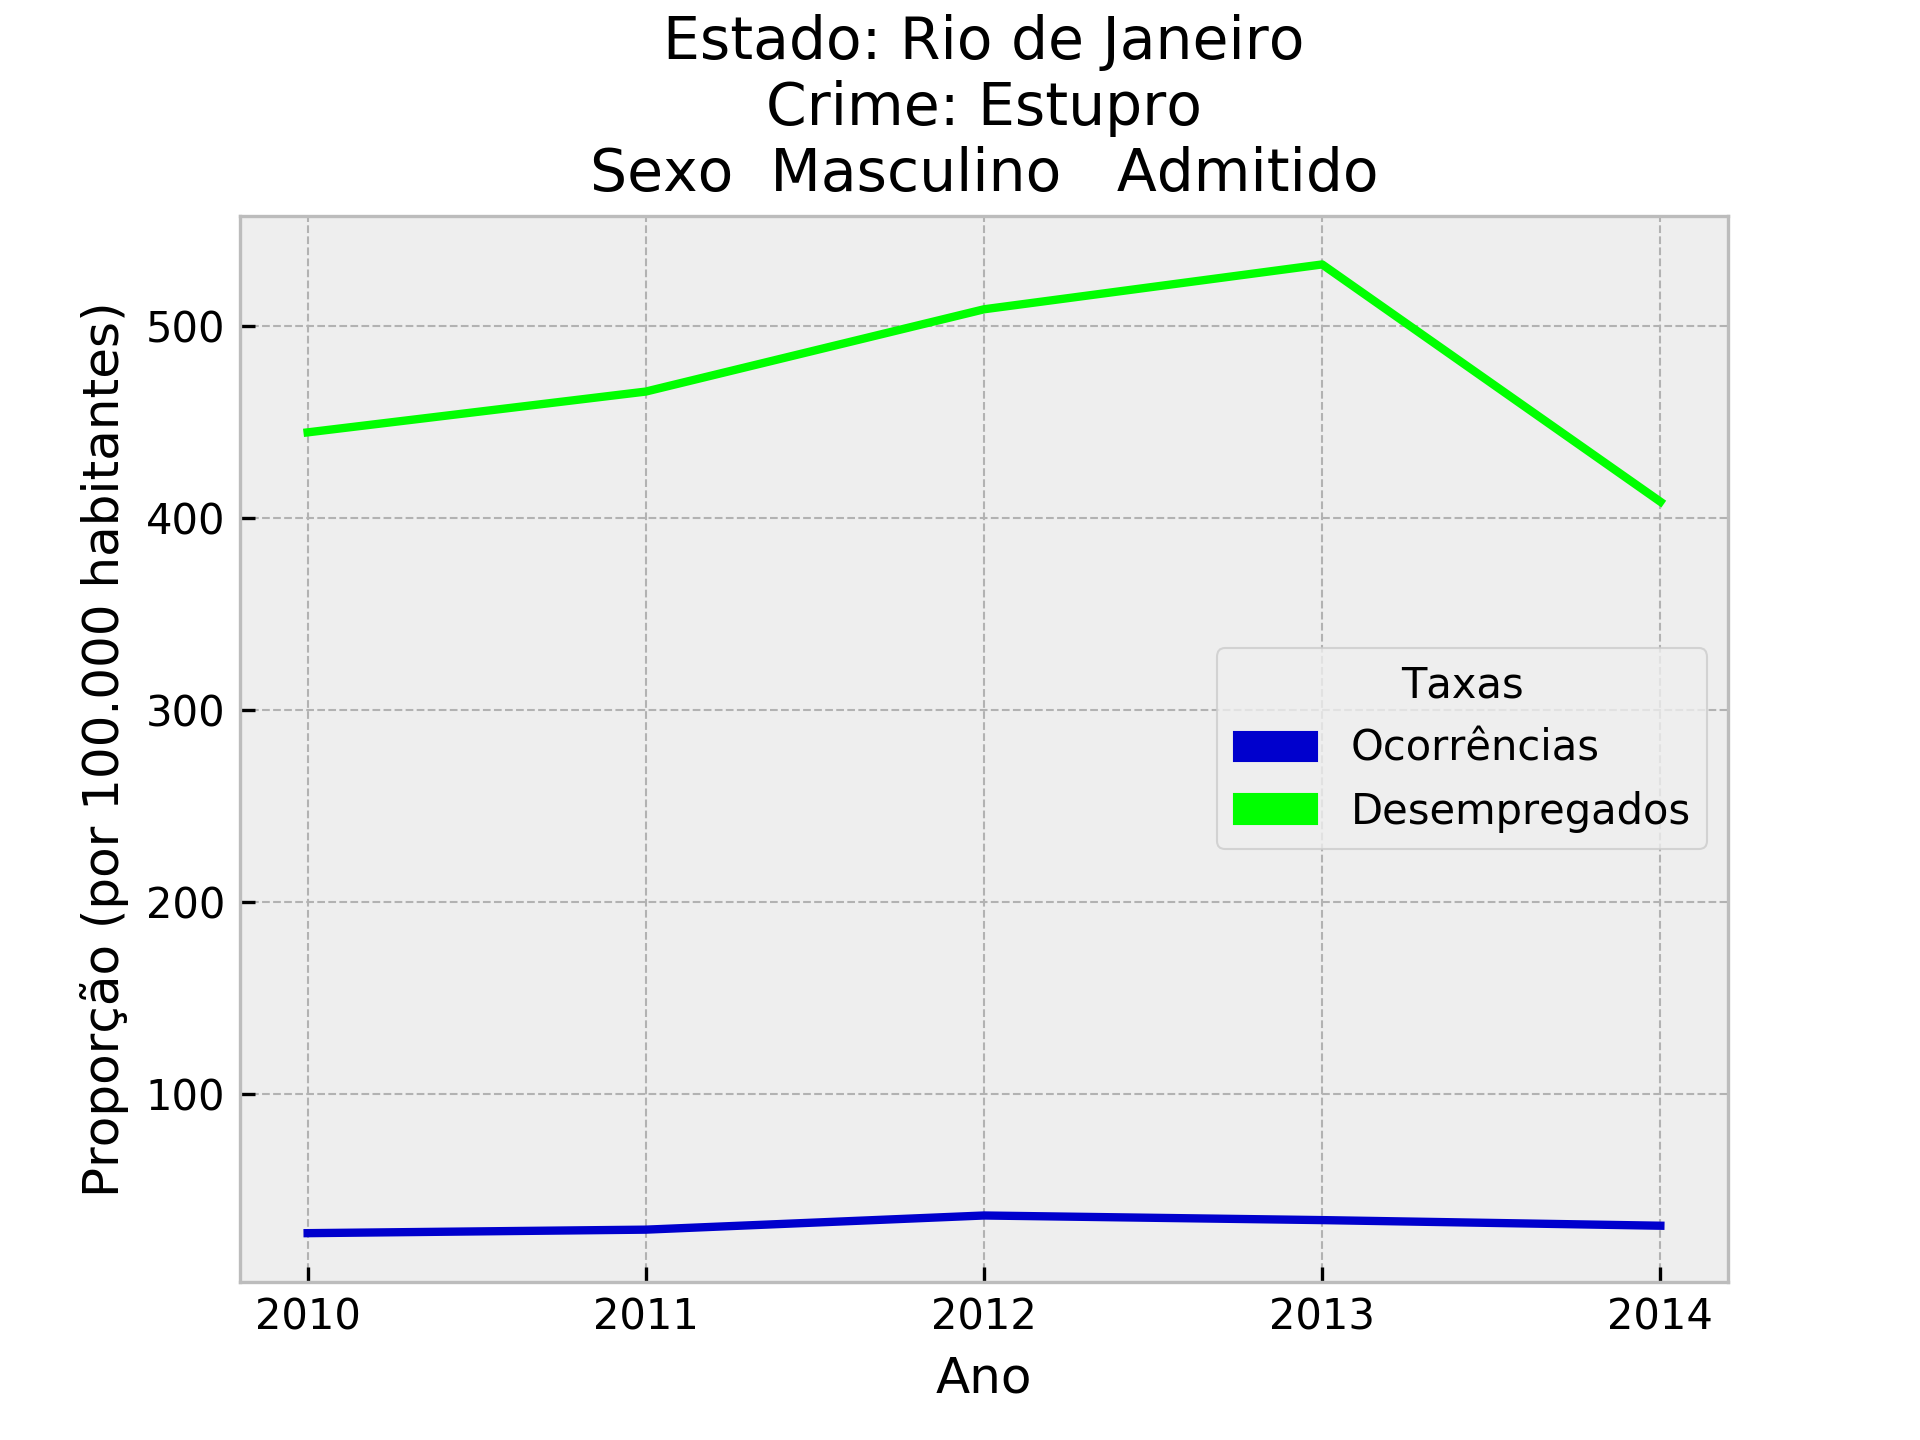 Estado: Rio de Janeiro
Crime: Estupro
Sexo  Masculino   Admitido
Proporção (por 100.000 habitantes)
500
400
300
200
100
Taxas
Ocorrências
Desempregados
2010
2011
2012
2013
2014
Ano